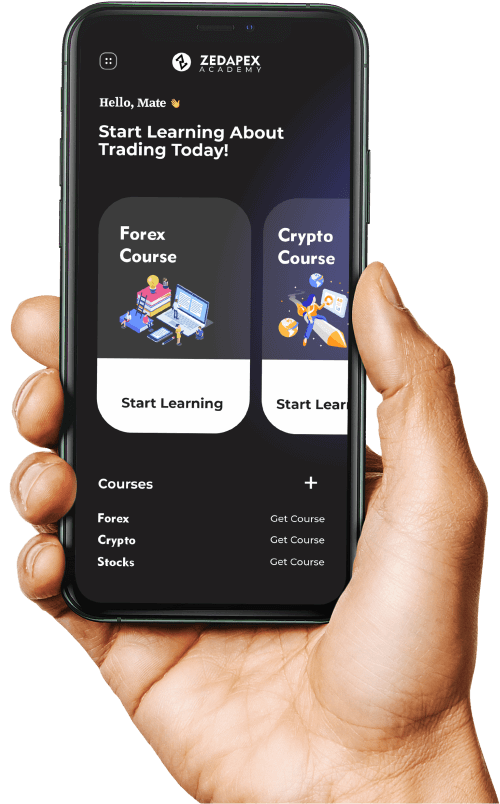 ZEDAPEX
ACADEMY
Hello, Mate 👋
Start Learning About
Trading Today!
Forex
Course
Crypto
Course
Start Learning
Start Lear
Courses
+
Forex
Get Course
Crypto
Get Course
Stocks
Get Course